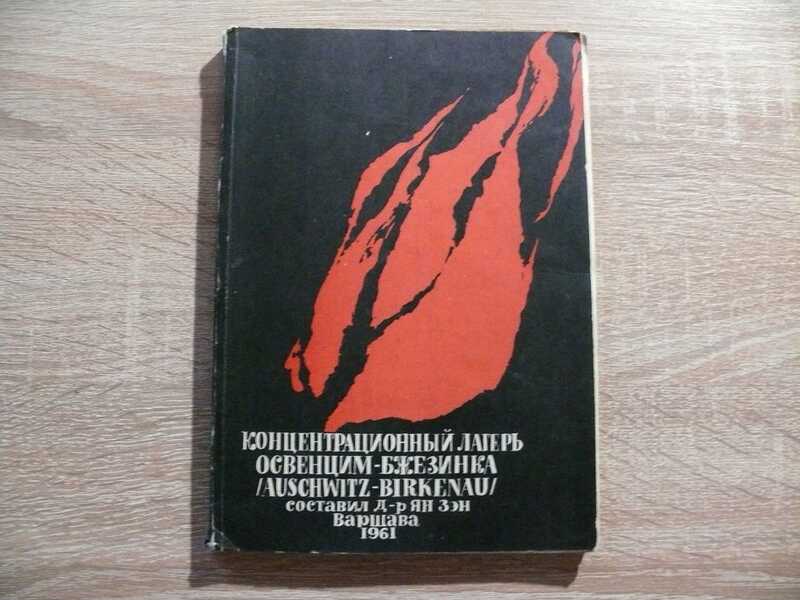 КОНЦЕНТРАЦИОННЫЙ ЛАГЕРЬ
ОСВЕНЦИМ-БЖЕЗИНКА
/AUSCHWITZ-BIRKENAU/
составил Д-р ЯН ЗЭН
Варшава
1961